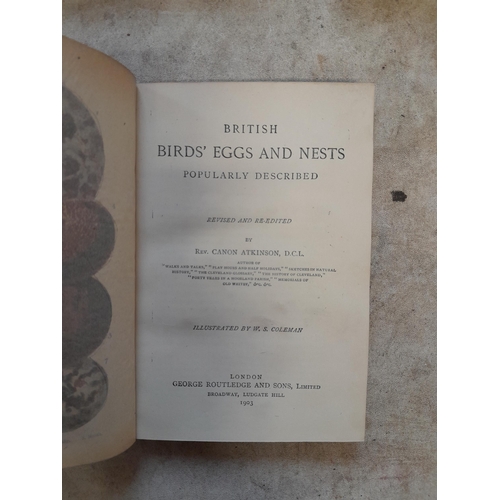 BRITISH
BIRDS' EGGS AND NESTS
POPULARLY DESCRIBED
REVISED AND RE-EDITED
BY
REV. CANON ATKINSON, D.C.L.
AUTHOR OF
"WALKS AND TALKS," "PLAY HOURS AND HALF HOLIDAYS," "SKETCHES IN NATURAL
HISTORY," "THE CLEVELAND GLOSSARY," "THE HISTORY OF CLEVELAND,"
"FORTY YEARS IN A MOORLAND PARISH," "MEMORIALS OF
OLD WHITBY," &c. &c.
ILLUSTRATED BY W. S. COLEMAN
LONDON
GEORGE ROUTLEDGE AND SONS, LIMITED
BROADWAY, LUDGATE HILL
1905